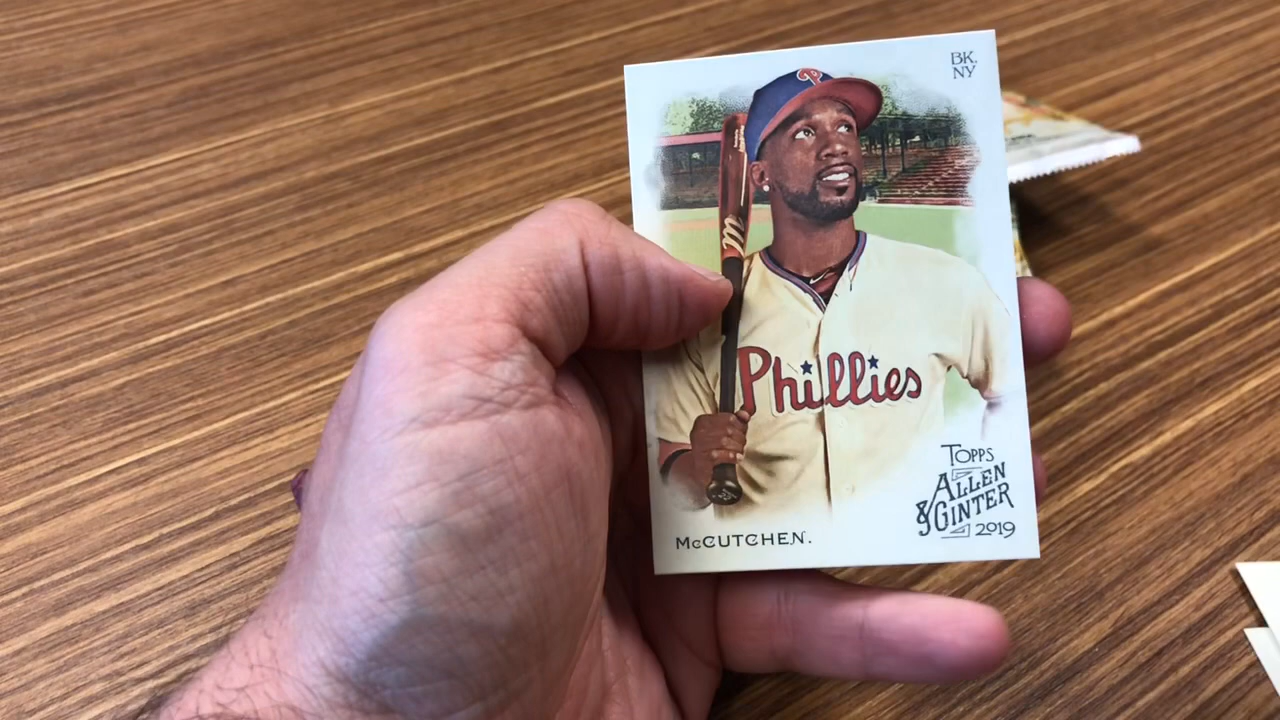 BK.
NY
P
Phillies
TOPPS
ALLEN
& GINTER
2019
McCUTCHEN.